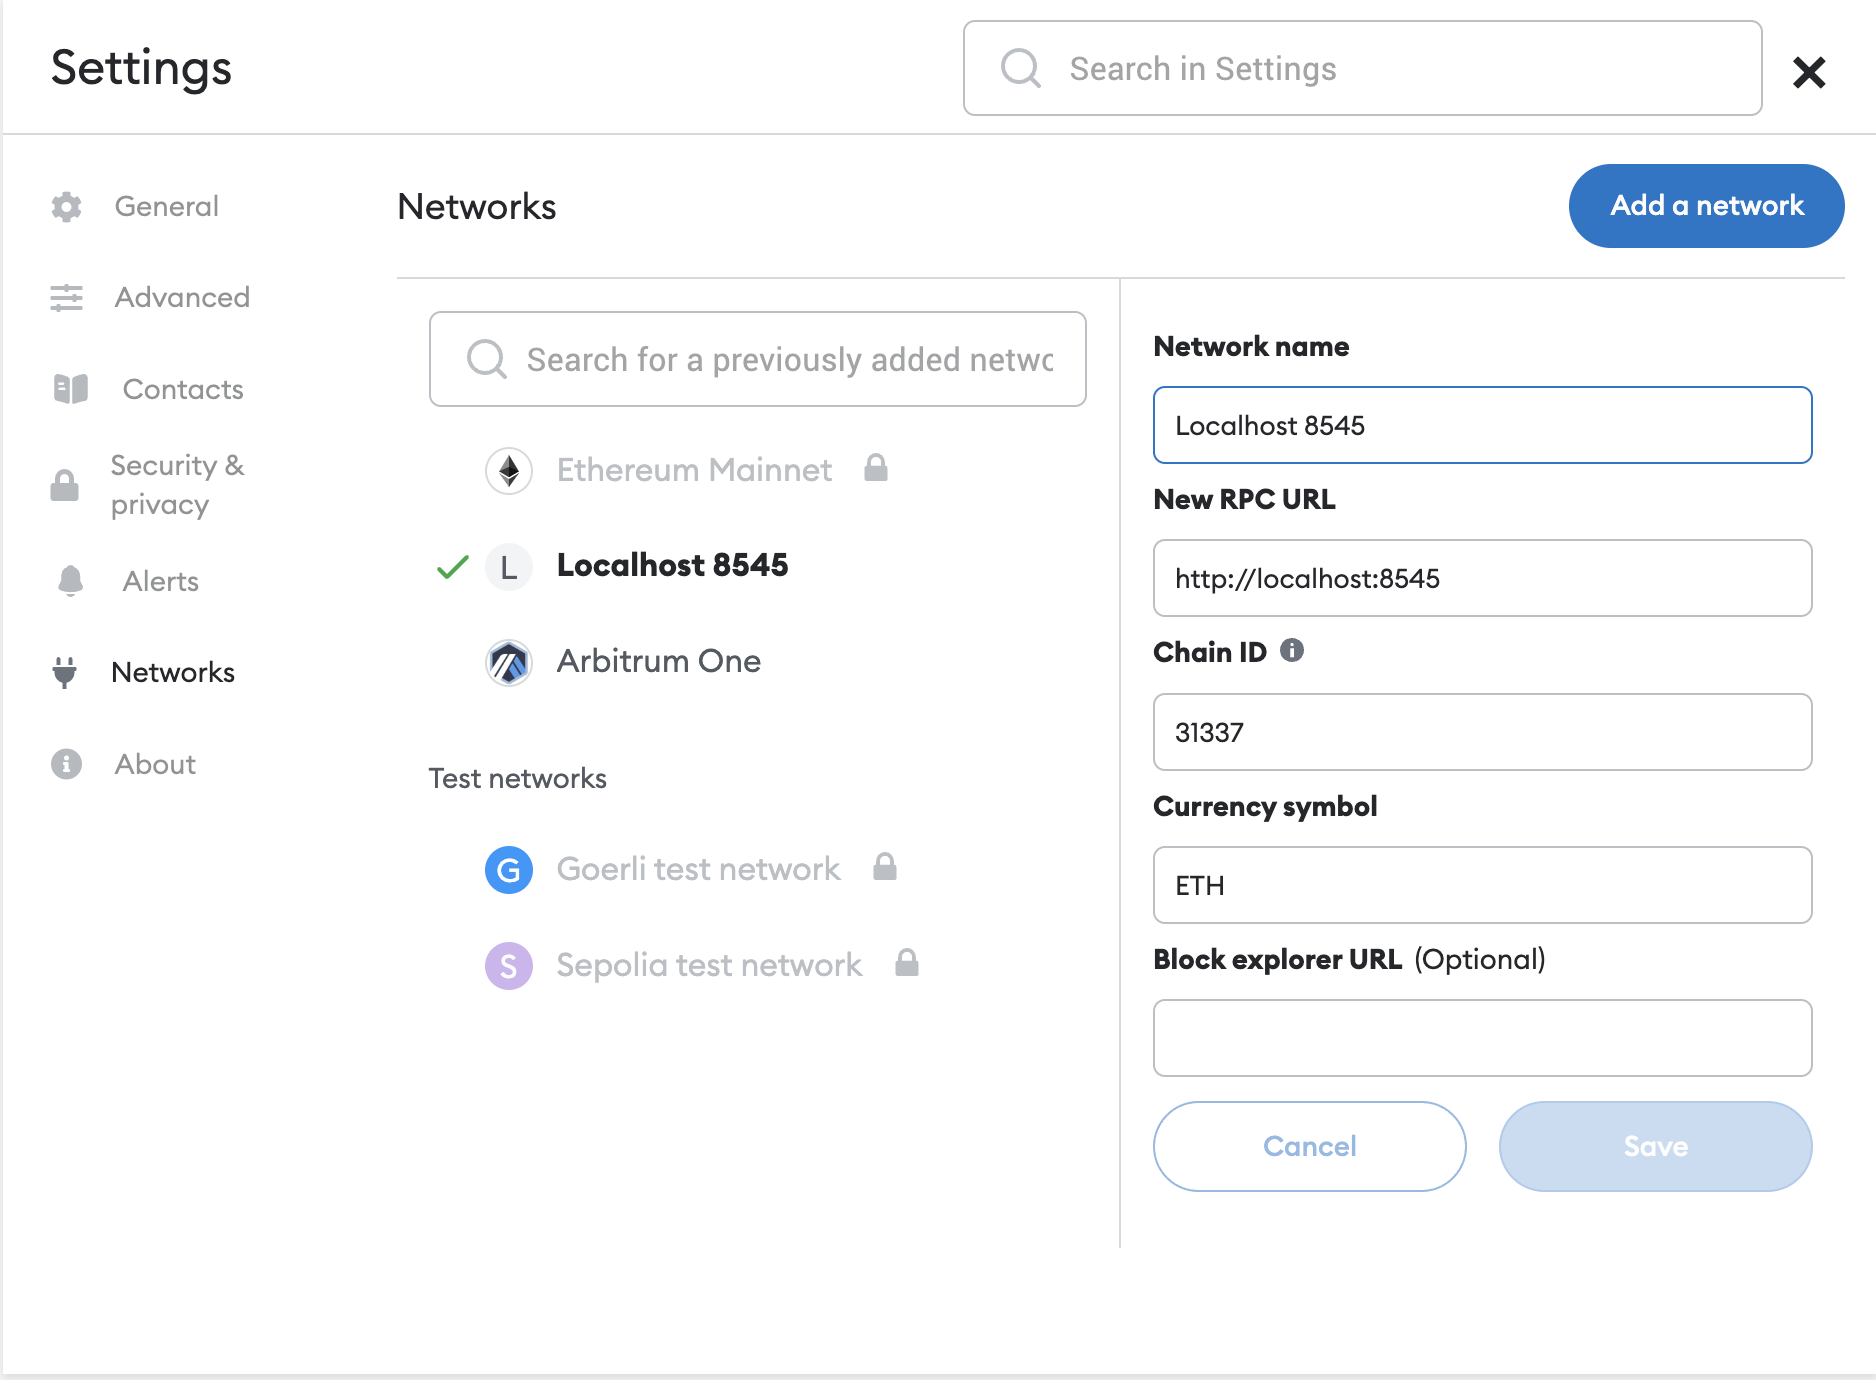 Settings
Search in Settings
General
Advanced
Contacts
Security &
privacy
Alerts
Networks
About
Networks
Add a network
Search for a previously added netwo
Ethereum Mainnet
L
Localhost 8545
Arbitrum One
Test networks
G
Goerli test network
S
Sepolia test network
Network name
Localhost 8545
New RPC URL
http://localhost:8545
Chain ID
31337
Currency symbol
ETH
Block explorer URL (Optional)
Cancel
Save